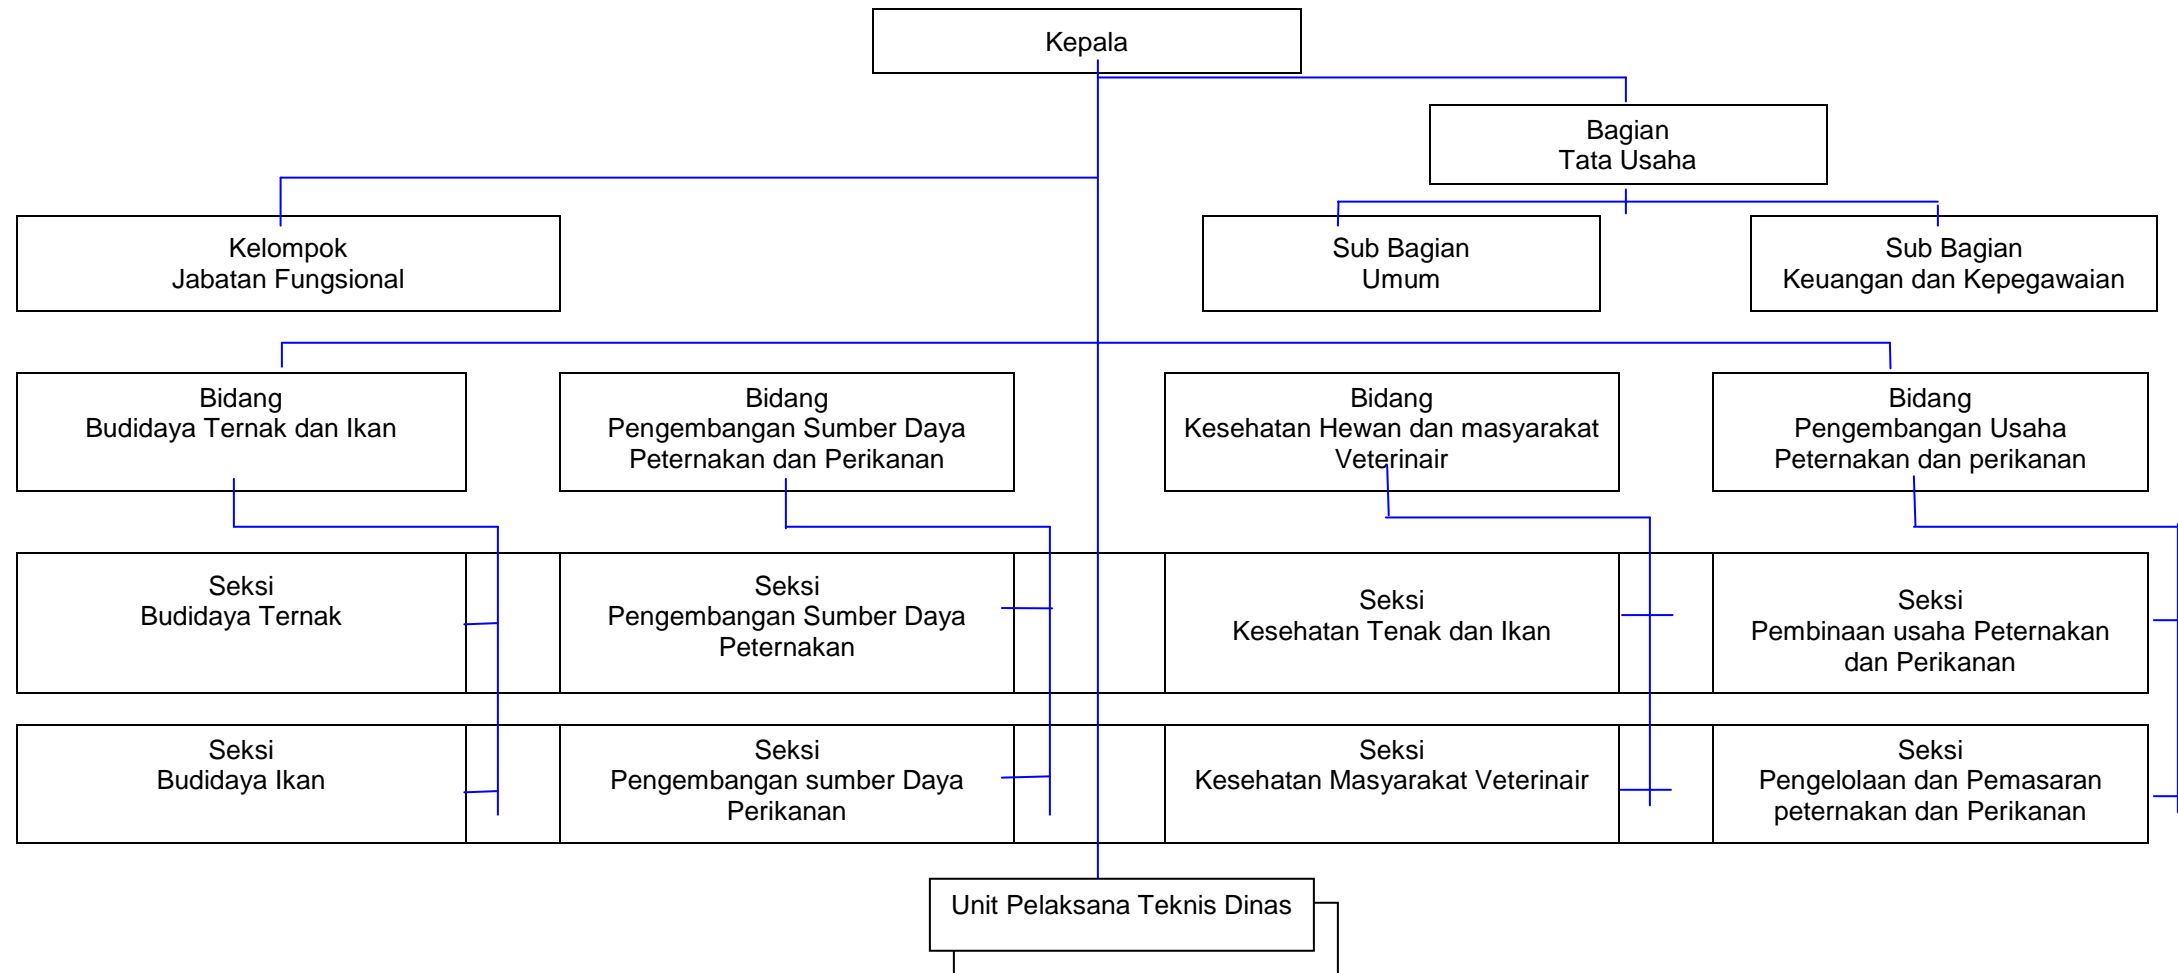 Kepala
Bagian
Tata Usaha
Kelompok
Jabatan Fungsional
Sub Bagian
Umum
Sub Bagian
Keuangan dan Kepegawaian
Bidang
Budidaya Ternak dan Ikan
Bidang
Pengembangan Sumber Daya
Peternakan dan Perikanan
Bidang
Kesehatan Hewan dan masyarakat
Veterinair
Bidang
Pengembangan Usaha
Peternakan dan perikanan
Seksi
Budidaya Ternak
Seksi
Pengembangan Sumber Daya
Peternakan
Seksi
Kesehatan Tenak dan Ikan
Seksi
Pembinaan usaha Peternakan
dan Perikanan
Seksi
Budidaya Ikan
Seksi
Pengembangan sumber Daya
Perikanan
Seksi
Kesehatan Masyarakat Veterinair
Seksi
Pengelolaan dan Pemasaran
peternakan dan Perikanan
Unit Pelaksana Teknis Dinas